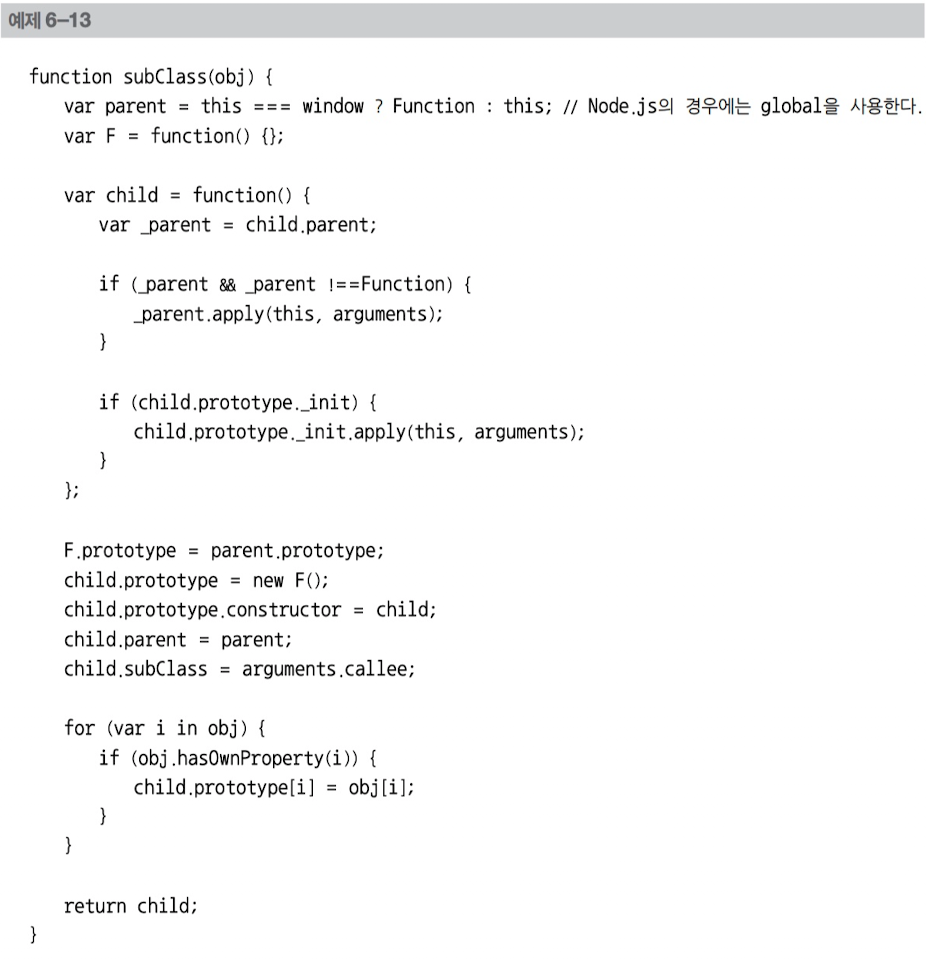 예제 6–13
function subClass(obj) {
var parent = this === window ? Function : this; // Node.js의 경우에는 global을 사용한다.
var F = function() {};
var child = function() {
var _parent = child.parent;
if (_parent && _parent !==Function) {
_parent.apply(this, arguments);
}
if (child.prototype._init) {
child.prototype._init.apply(this, arguments);
}
};
F.prototype = parent.prototype;
child.prototype = new F();
child.prototype.constructor = child;
child.parent = parent;
child.subClass = arguments.callee;
for (var i in obj) {
if (obj.hasOwnProperty(i)) {
child.prototype[i] = obj[i];
}
}
return child;
}